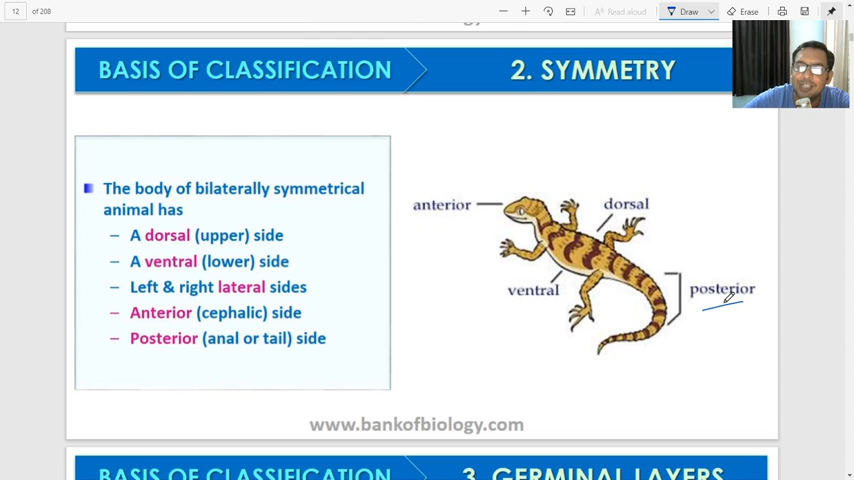 12 of 208
Read aloud
Draw
Erase
BASIS OF CLASSIFICATION
2. SYMMETRY
The body of bilaterally symmetrical
animal has
– A dorsal (upper) side
– A ventral (lower) side
– Left & right lateral sides
– Anterior (cephalic) side
– Posterior (anal or tail) side
anterior
dorsal
ventral
posterior
www.bankofbiology.com
BASIS OF CLASSIFICATION
3. GERMINAL LAYERS